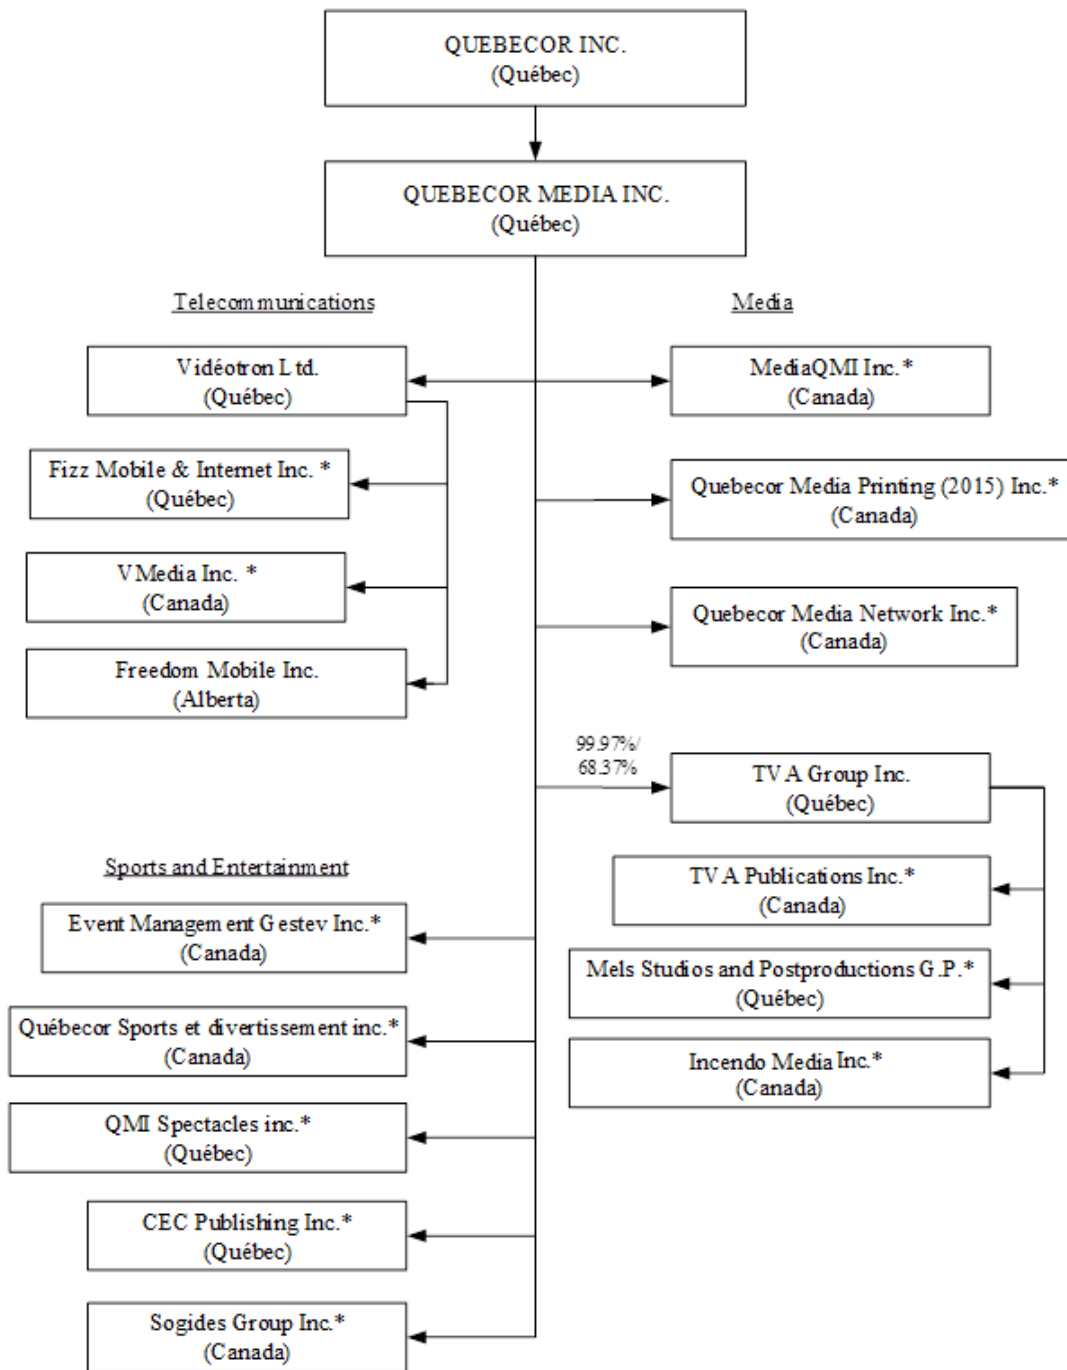 QUEBECOR INC.
(Québec)
QUEBECOR MEDIA INC.
(Québec)
Telecommunications
Vidéotron Ltd.
(Québec)
Fizz Mobile & Internet Inc. *
(Québec)
VMedia Inc. *
(Canada)
Freedom Mobile Inc.
(Alberta)
Media
MediaQMI Inc.*
(Canada)
Quebecor Media Printing (2015) Inc.*
(Canada)
Quebecor Media Network Inc.*
(Canada)
99.97%/
68.37%
TVA Group Inc.
(Québec)
TVA Publications Inc.*
(Canada)
Mels Studios and Postproductions G.P.*
(Québec)
Incendo Media Inc.*
(Canada)
Sports and Entertainment
Event Management Gestev Inc.*
(Canada)
Québecor Sports et divertissement inc.*
(Canada)
QMI Spectacles inc.*
(Québec)
CEC Publishing Inc.*
(Québec)
Sogides Group Inc.*
(Canada)